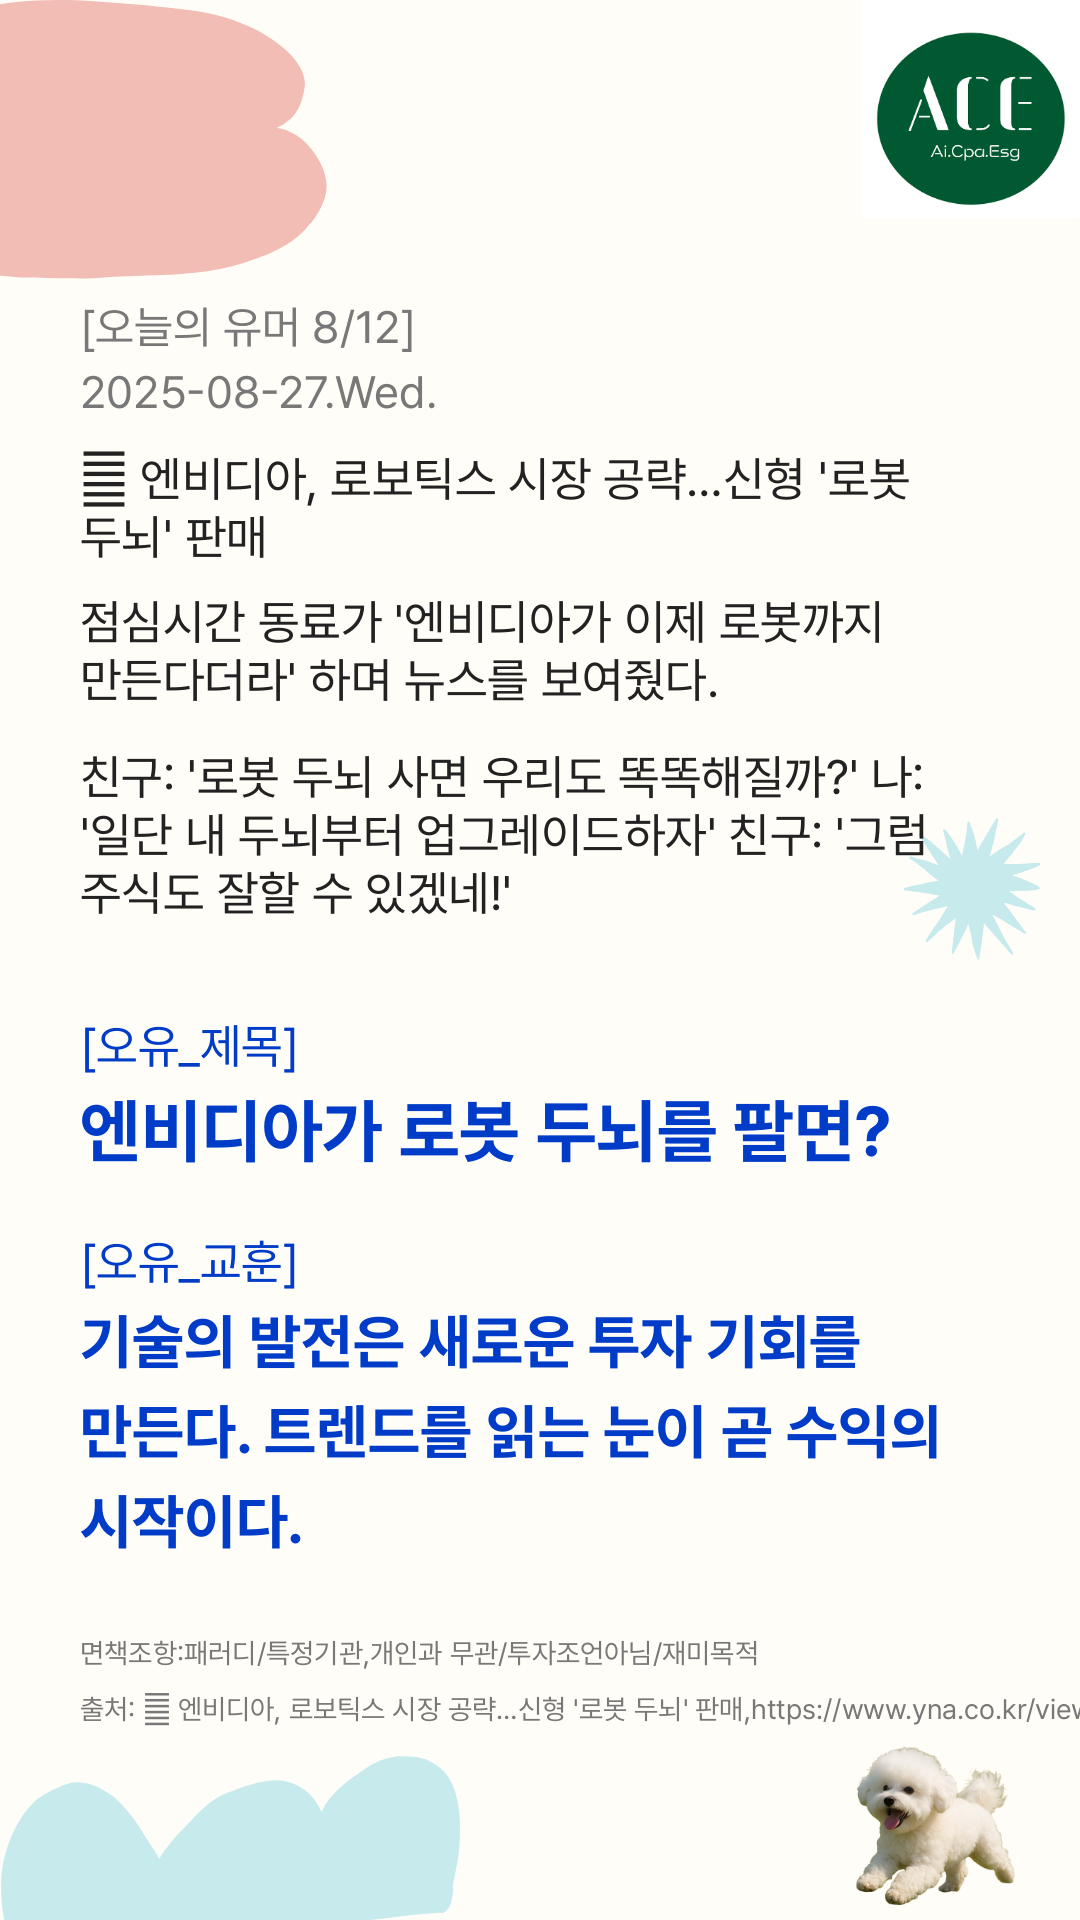 ACE
Ai.Cpa.Esg
[오늘의 유머 8/12]
2025-08-27.Wed.
엔비디아, 로보틱스 시장 공략...신형 '로봇
두뇌' 판매
점심시간 동료가 '엔비디아가 이제 로봇까지
만든다더라' 하며 뉴스를 보여줬다.
친구: '로봇 두뇌 사면 우리도 똑똑해질까?' 나:
'일단 내 두뇌부터 업그레이드하자' 친구: '그럼
주식도 잘할 수 있겠네!'
[오유_제목]
엔비디아가 로봇 두뇌를 팔면?
[오유_교훈]
기술의 발전은 새로운 투자 기회를
만든다. 트렌드를 읽는 눈이 곧 수익의
시작이다.
면책조항:패러디/특정기관,개인과 무관/투자조언아님/재미목적
출처: 엔비디아, 로보틱스 시장 공략...신형 '로봇 두뇌' 판매,https://www.yna.co.kr/view